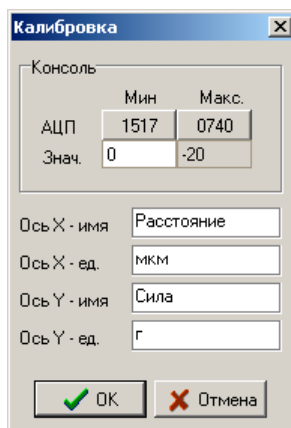 Калибровка
Консоль
Мин Макс.
АЦП 1517 0740
Знач. 0 -20
Ось X - имя Расстояние
Ось X - ед. мкм
Ось Y - имя Сила
Ось Y - ед. г
OK Отмена